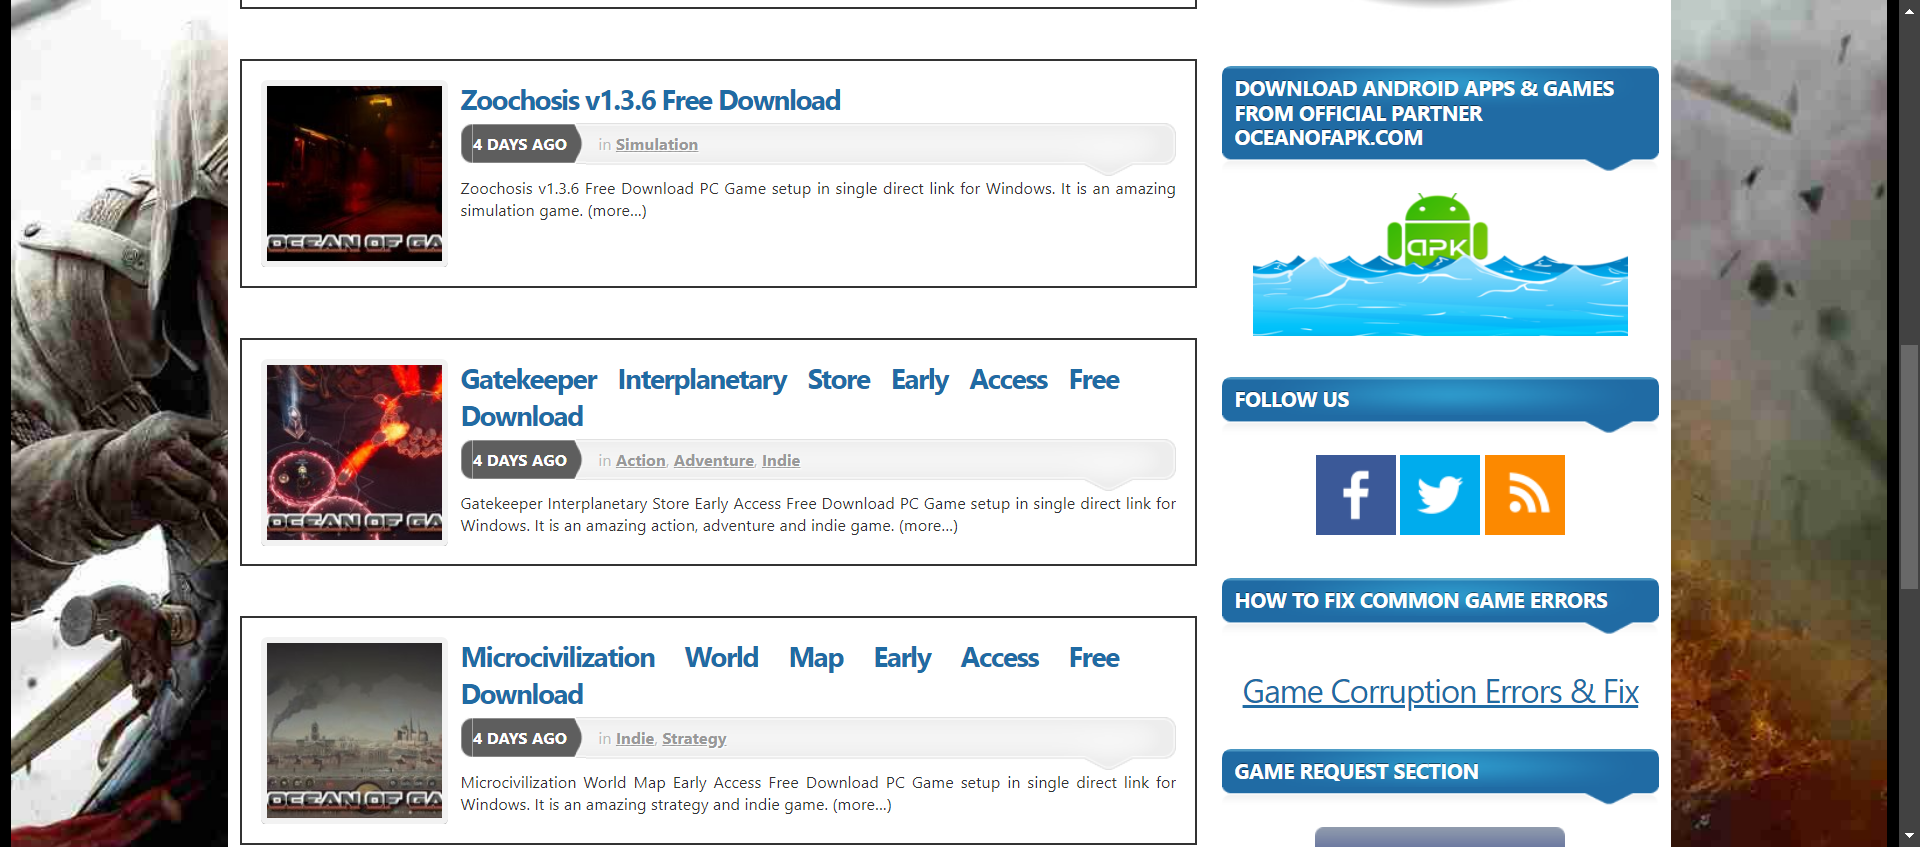 Zoochosis v1.3.6 Free Download
4 DAYS AGO in Simulation
Zoochosis v1.3.6 Free Download PC Game setup in single direct link for Windows. It is an amazing
simulation game. (more...)
OCEAN OF GA
Gatekeeper Interplanetary Store Early Access Free
Download
4 DAYS AGO in Action, Adventure, Indie
Gatekeeper Interplanetary Store Early Access Free Download PC Game setup in single direct link for
Windows. It is an amazing action, adventure and indie game. (more...)
OCEAN OF GA
Microcivilization World Map Early Access Free
Download
4 DAYS AGO in Indie, Strategy
Microcivilization World Map Early Access Free Download PC Game setup in single direct link for
Windows. It is an amazing strategy and indie game. (more...)
OCEAN OF GA
DOWNLOAD ANDROID APPS & GAMES
FROM OFFICIAL PARTNER
OCEANOFAPK.COM
APK
FOLLOW US
HOW TO FIX COMMON GAME ERRORS
Game Corruption Errors & Fix
GAME REQUEST SECTION